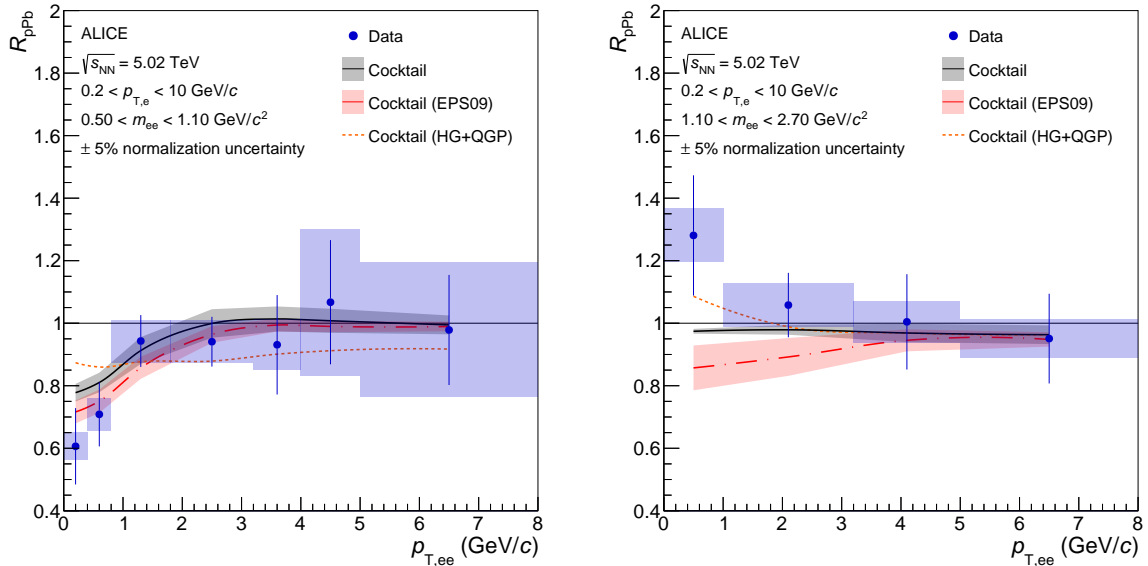 R_pPb
2
1.8
1.6
1.4
1.2
1
0.8
0.6
0.4
ALICE
√s_NN = 5.02 TeV
0.2 < p_T,e < 10 GeV/c
0.50 < m_ee < 1.10 GeV/c²
± 5% normalization uncertainty
Data
Cocktail
Cocktail (EPS09)
Cocktail (HG+QGP)
0 1 2 3 4 5 6 7 8
p_T,ee (GeV/c)
R_pPb
2
1.8
1.6
1.4
1.2
1
0.8
0.6
0.4
ALICE
√s_NN = 5.02 TeV
0.2 < p_T,e < 10 GeV/c
1.10 < m_ee < 2.70 GeV/c²
± 5% normalization uncertainty
Data
Cocktail
Cocktail (EPS09)
Cocktail (HG+QGP)
0 1 2 3 4 5 6 7 8
p_T,ee (GeV/c)